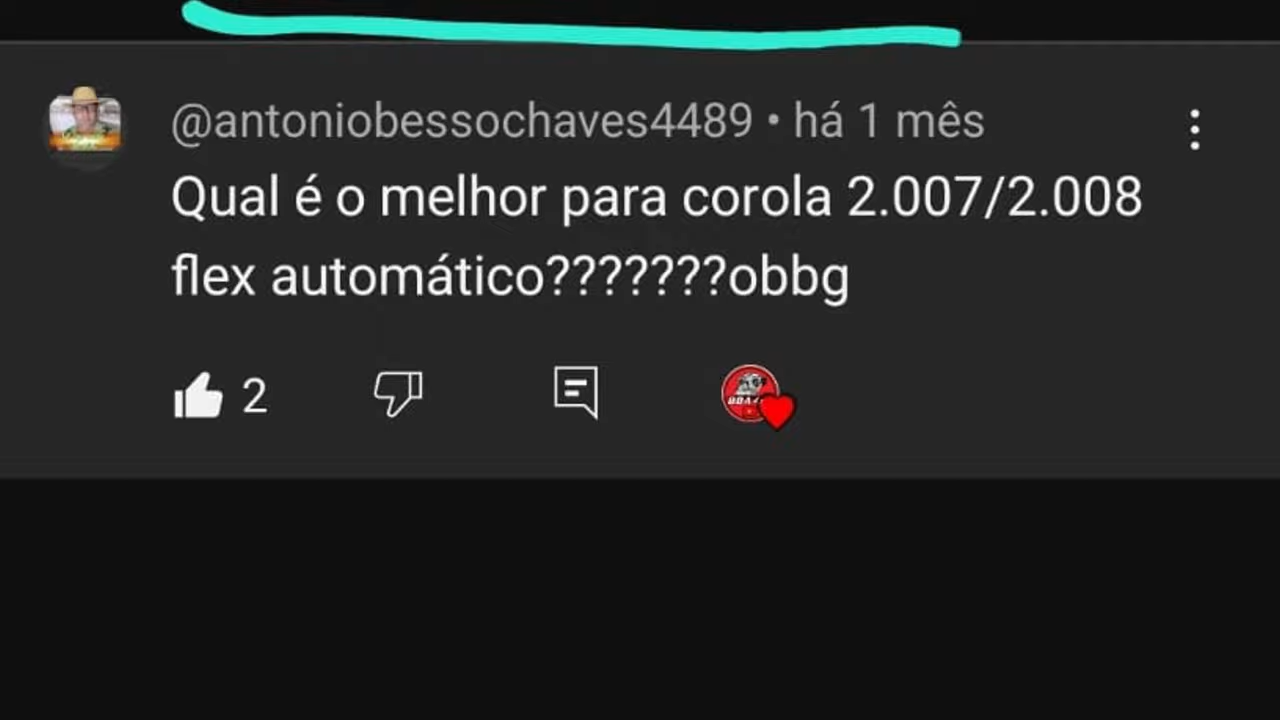 @antoniobessochaves4489 • há 1 mês
Qual é o melhor para corola 2.007/2.008
flex automático???????obbg
2